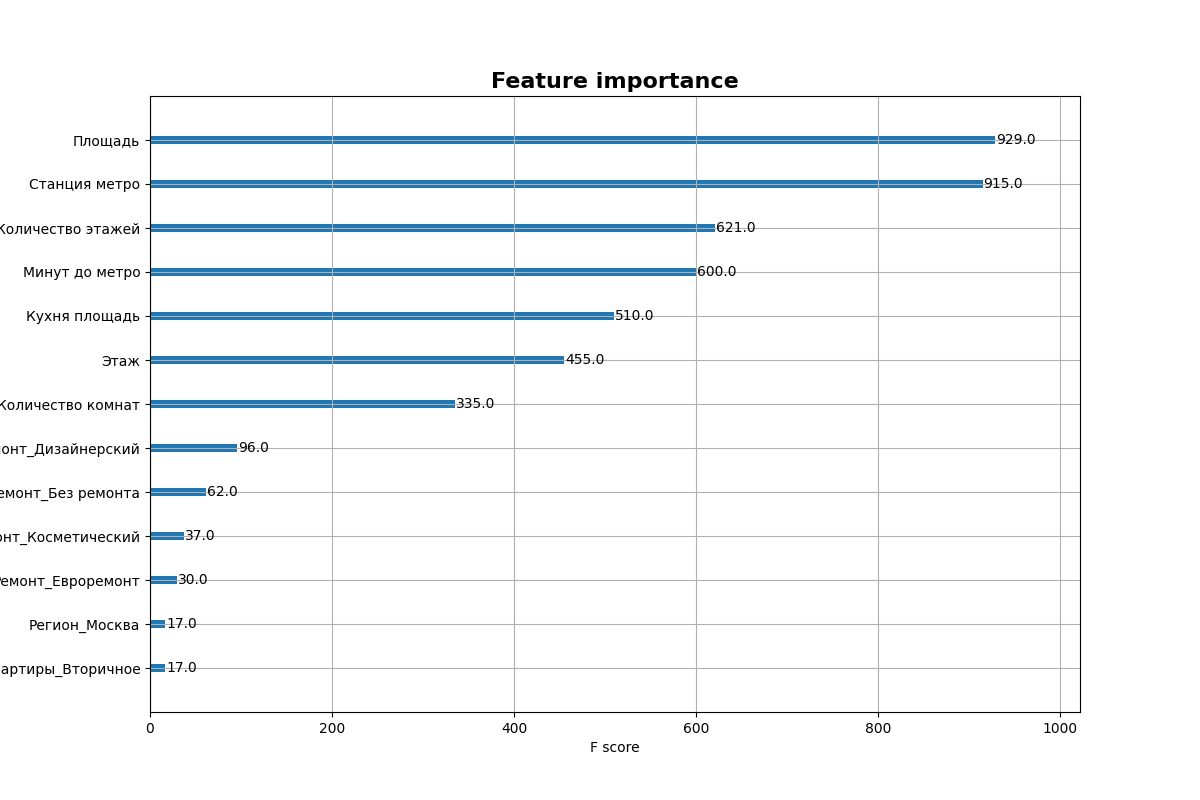 Feature importance
Площадь 929.0
Станция метро 915.0
Количество этажей 621.0
Минут до метро 600.0
Кухня площадь 510.0
Этаж 455.0
Количество комнат 335.0
онт_Дизайнерский 96.0
емонт_Без ремонта 62.0
онт_Косметический 37.0
Ремонт_Евроремонт 30.0
Регион_Москва 17.0
артиры_Вторичное 17.0
0 200 400 600 800 1000
F score